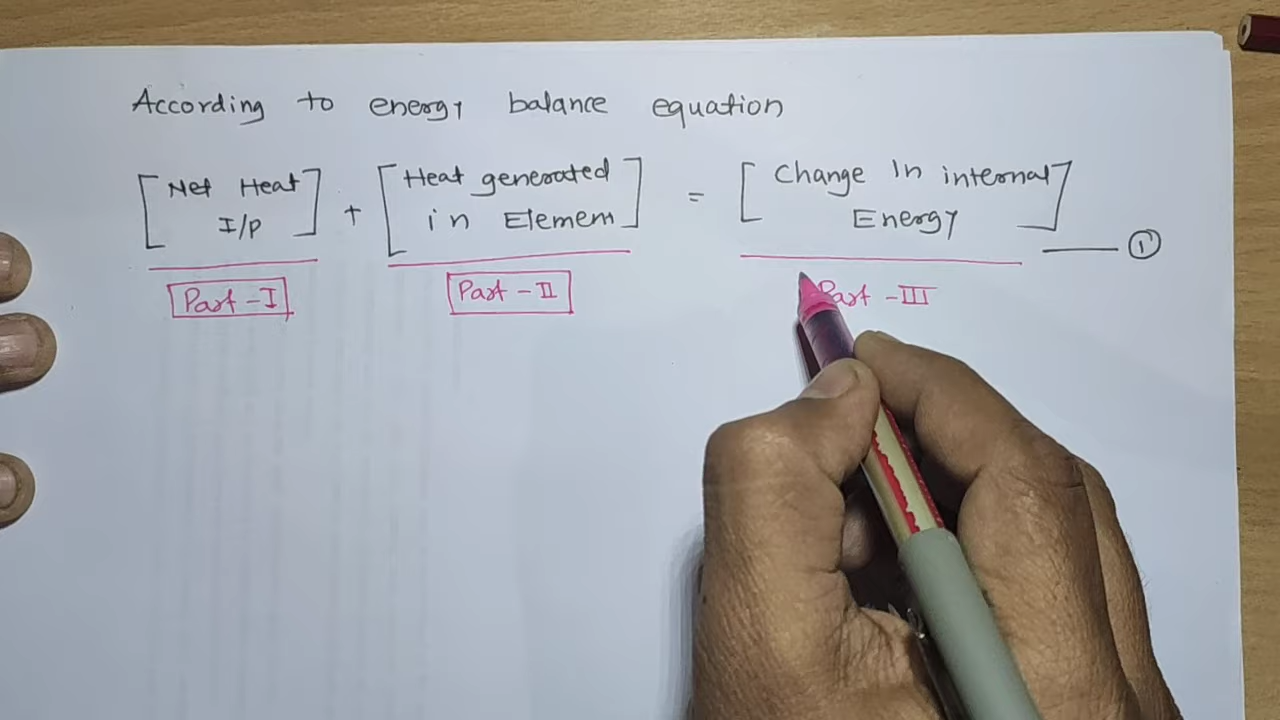 According to energy balance equation
[Net Heat I/P] + [Heat generated in Elemem] = [Change In internal Energy] —— ①
Part - I Part - II Part - III